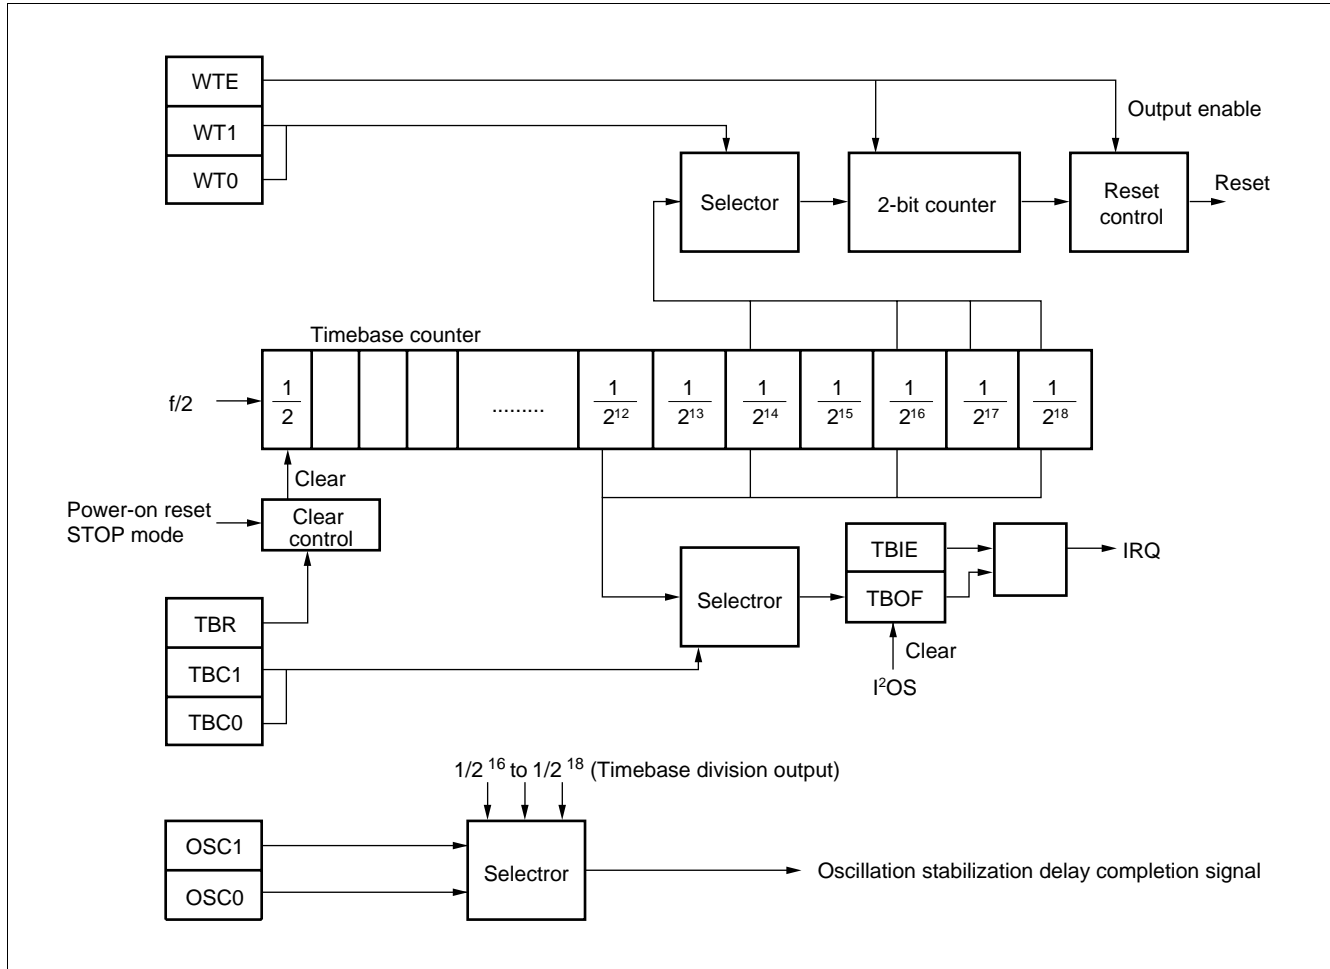 WTE
Output enable
WT1
WT0
Selector
2-bit counter
Reset
control
Reset
Timebase counter
f/2
1/2
.........
1/2¹²
1/2¹³
1/2¹⁴
1/2¹⁵
1/2¹⁶
1/2¹⁷
1/2¹⁸
Clear
Power-on reset
STOP mode
Clear
control
TBIE
IRQ
Selectror
TBOF
TBR
Clear
TBC1
I²OS
TBC0
1/2 ¹⁶ to 1/2 ¹⁸ (Timebase division output)
OSC1
Selectror
Oscillation stabilization delay completion signal
OSC0